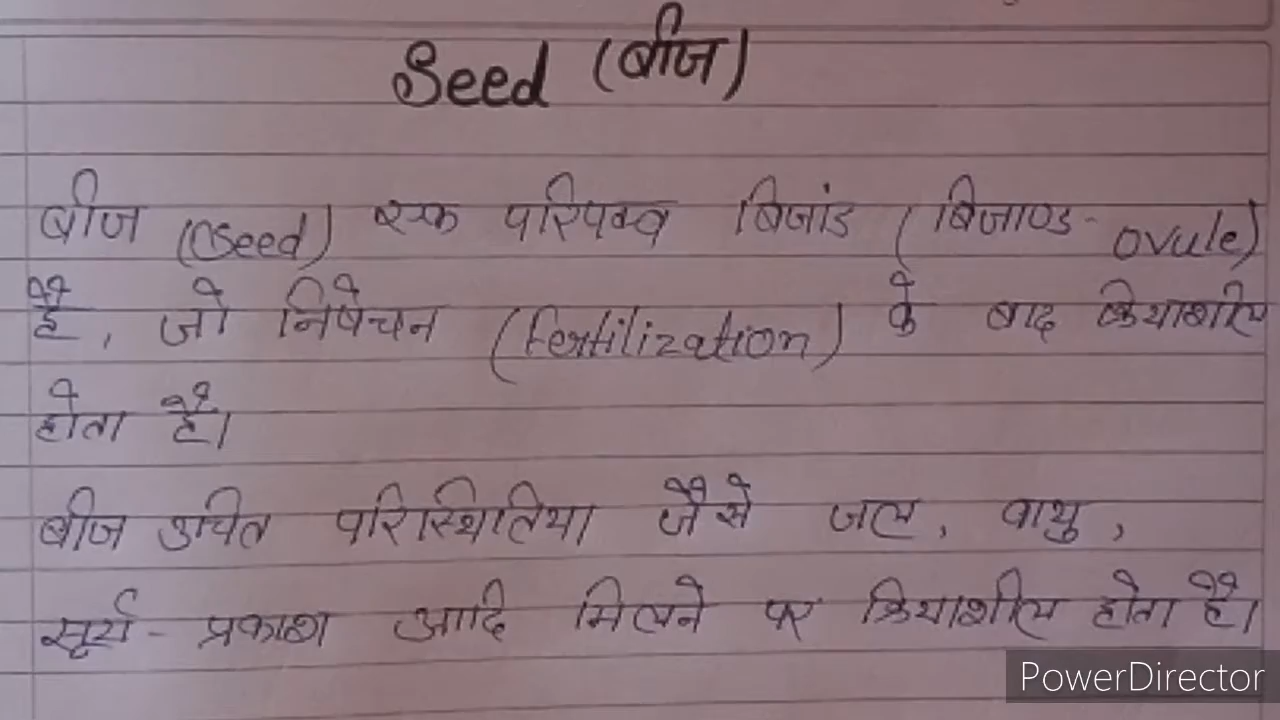 Seed (बीज)
बीज (Seed) एक परिपक्व बिजांड (बिजाण्ड - ovule)
है, जो निषेचन (Fertilization) के बाद क्रियाशील
होता है।
बीज उचित परिस्थितिया जैसे जल, वायु,
सूर्य - प्रकाश आदि मिलने पर क्रियाशील होता है।
PowerDirector